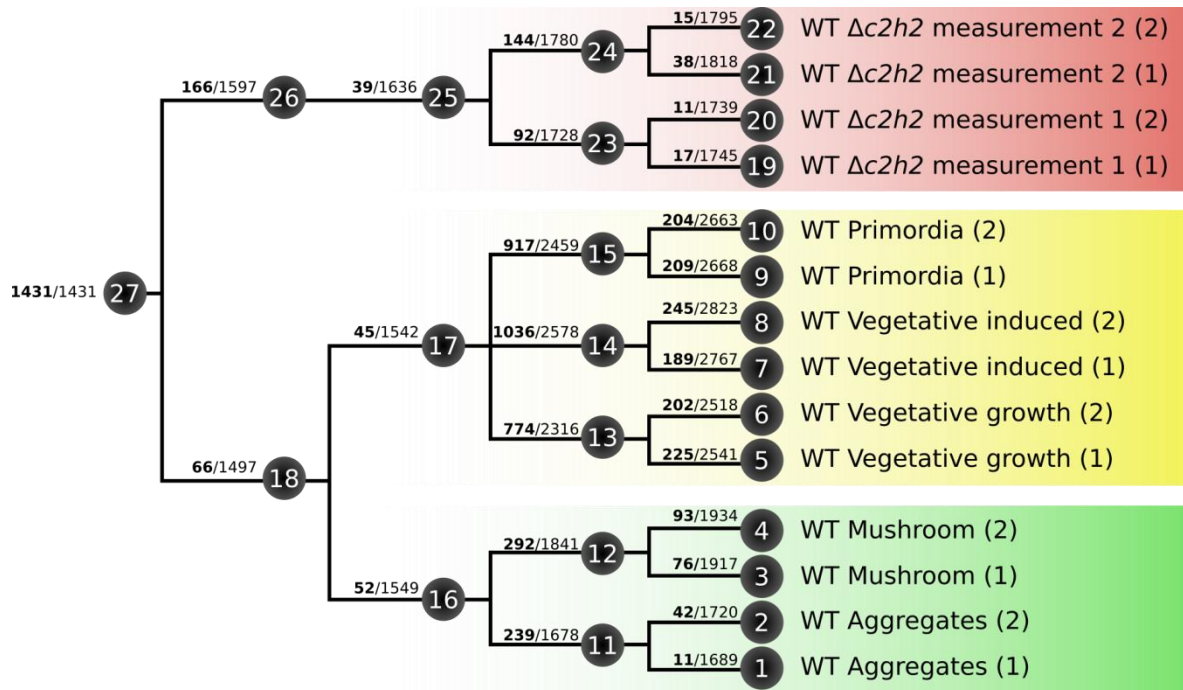 15/1795 22 WT Δc2h2 measurement 2 (2)
144/1780 24
38/1818 21 WT Δc2h2 measurement 2 (1)
166/1597 26 39/1636 25
11/1739 20 WT Δc2h2 measurement 1 (2)
92/1728 23
17/1745 19 WT Δc2h2 measurement 1 (1)
204/2663 10 WT Primordia (2)
917/2459 15
209/2668 9 WT Primordia (1)
1431/1431 27
245/2823 8 WT Vegetative induced (2)
45/1542 17 1036/2578 14
189/2767 7 WT Vegetative induced (1)
202/2518 6 WT Vegetative growth (2)
774/2316 13
225/2541 5 WT Vegetative growth (1)
66/1497 18
93/1934 4 WT Mushroom (2)
292/1841 12
76/1917 3 WT Mushroom (1)
52/1549 16
42/1720 2 WT Aggregates (2)
239/1678 11
11/1689 1 WT Aggregates (1)